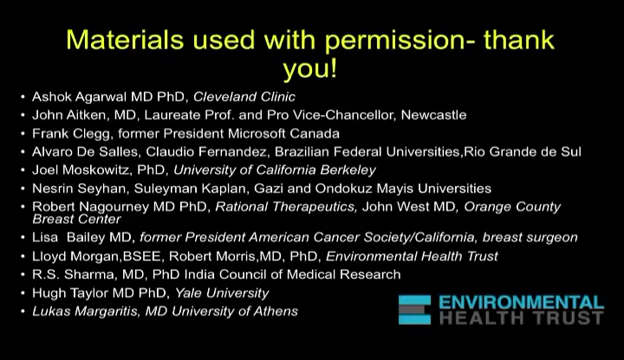 Materials used with permission- thank
you!
• Ashok Agarwal MD PhD, Cleveland Clinic
• John Aitken, MD, Laureate Prof. and Pro Vice-Chancellor, Newcastle
• Frank Clegg, former President Microsoft Canada
• Alvaro De Salles, Claudio Fernandez, Brazilian Federal Universities,Rio Grande de Sul
• Joel Moskowitz, PhD, University of California Berkeley
• Nesrin Seyhan, Suleyman Kaplan, Gazi and Ondokuz Mayis Universities
• Robert Nagourney MD PhD, Rational Therapeutics, John West MD, Orange County
Breast Center
• Lisa Bailey MD, former President American Cancer Society/California, breast surgeon
• Lloyd Morgan,BSEE, Robert Morris,MD, PhD, Environmental Health Trust
• R.S. Sharma, MD, PhD India Council of Medical Research
• Hugh Taylor MD PhD, Yale University
• Lukas Margaritis, MD University of Athens
ENVIRONMENTAL
HEALTH TRUST